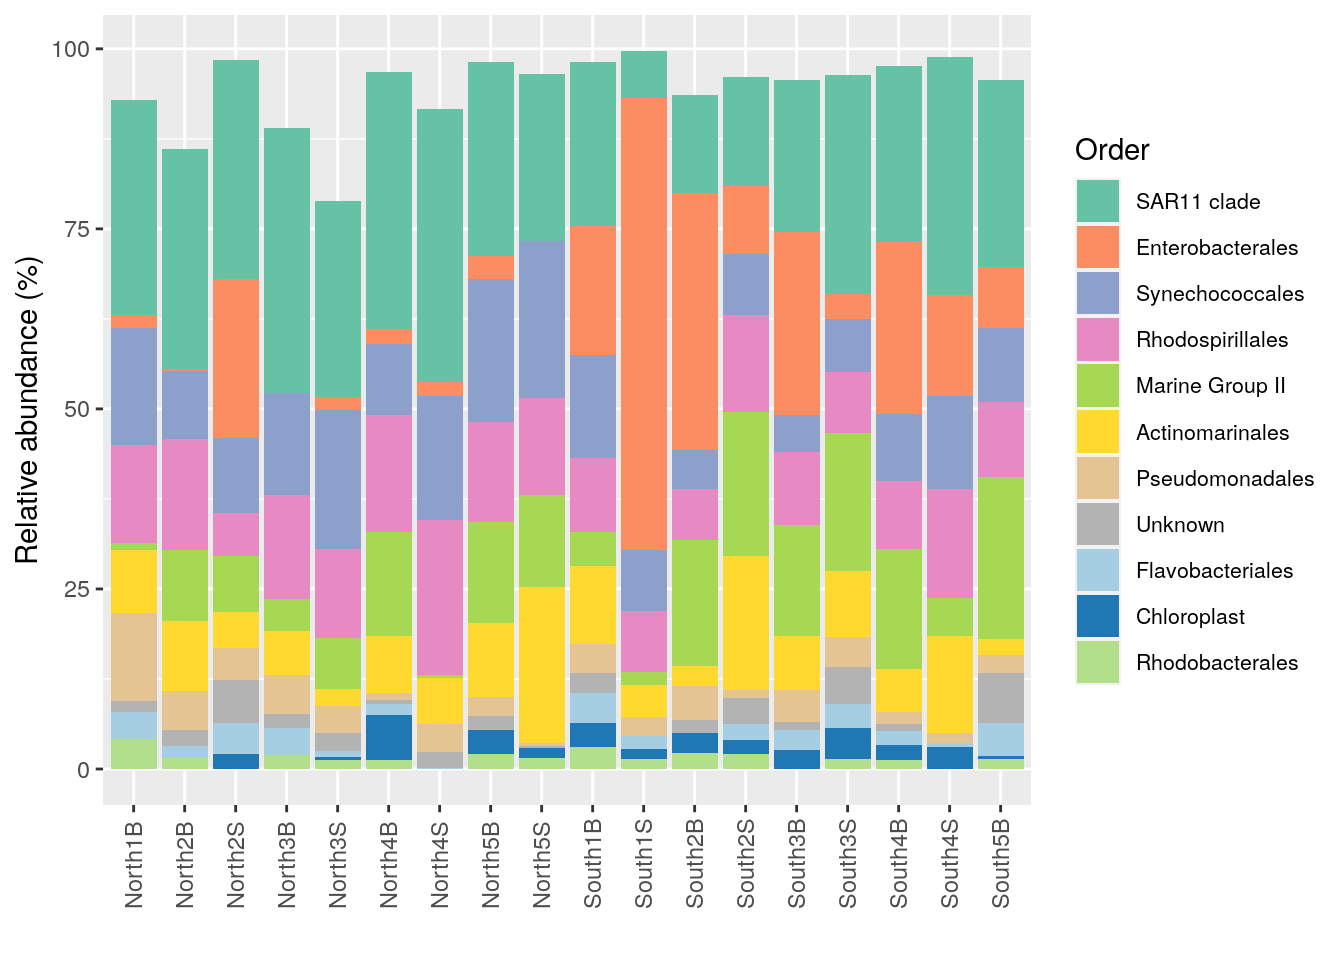 Relative abundance (%)
100
75
50
25
0
North1B
North2B
North2S
North3B
North3S
North4B
North4S
North5B
North5S
South1B
South1S
South2B
South2S
South3B
South3S
South4B
South4S
South5B
Order
SAR11 clade
Enterobacterales
Synechococcales
Rhodospirillales
Marine Group II
Actinomarinales
Pseudomonadales
Unknown
Flavobacteriales
Chloroplast
Rhodobacterales